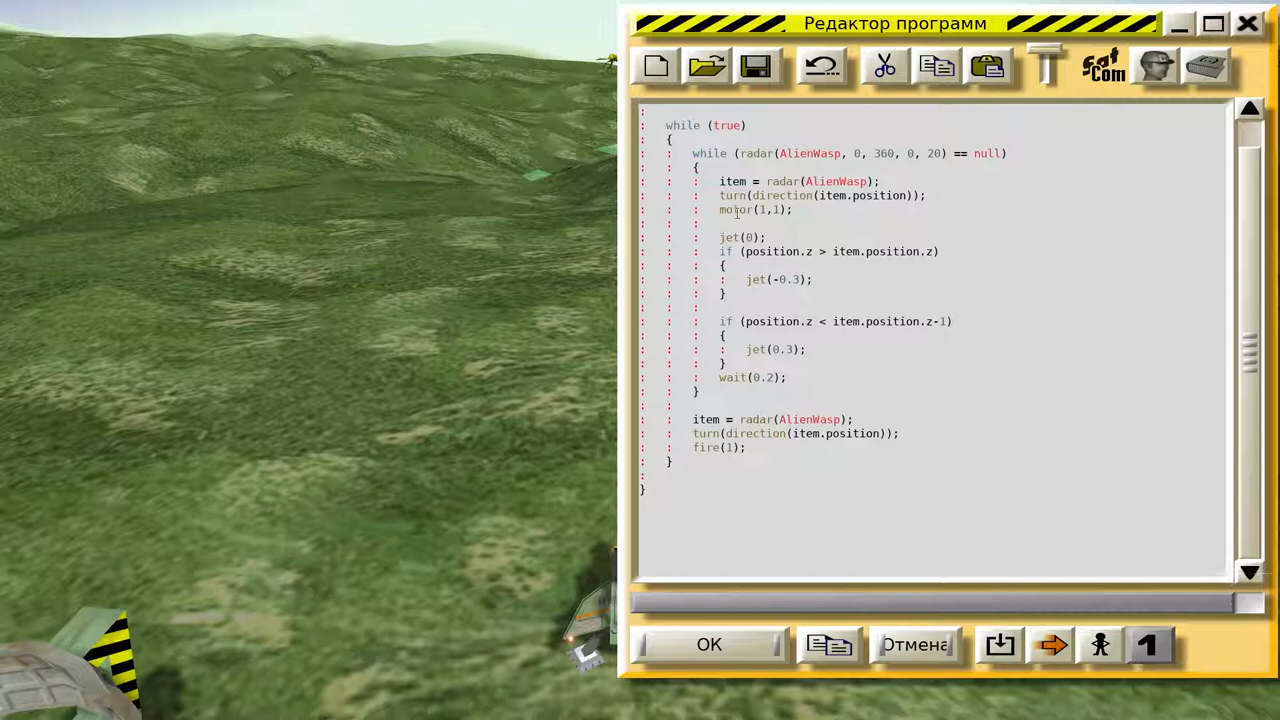 Редактор программ
Sat
Com
while (true)
{
while (radar(AlienWasp, 0, 360, 0, 20) == null)
{
item = radar(AlienWasp);
turn(direction(item.position));
motor(1,1);
jet(0);
if (position.z > item.position.z)
{
jet(-0.3);
}
if (position.z < item.position.z-1)
{
jet(0.3);
}
wait(0.2);
}
item = radar(AlienWasp);
turn(direction(item.position));
fire(1);
}
}
OK
Отмена
1